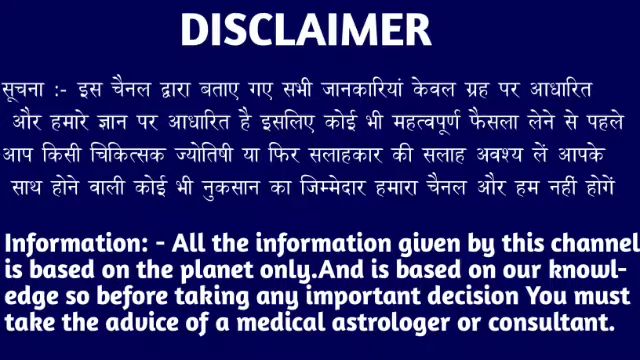 DISCLAIMER
सूचना :- इस चैनल द्वारा बताए गए सभी जानकारियां केवल ग्रह पर आधारित
और हमारे ज्ञान पर आधारित है इसलिए कोई भी महत्वपूर्ण फैसला लेने से पहले
आप किसी चिकित्सक ज्योतिषी या फिर सलाहकार की सलाह अवश्य लें आपके
साथ होने वाली कोई भी नुकसान का जिम्मेदार हमारा चैनल और हम नहीं होगें
Information: - All the information given by this channel
is based on the planet only.And is based on our knowl-
edge so before taking any important decision You must
take the advice of a medical astrologer or consultant.